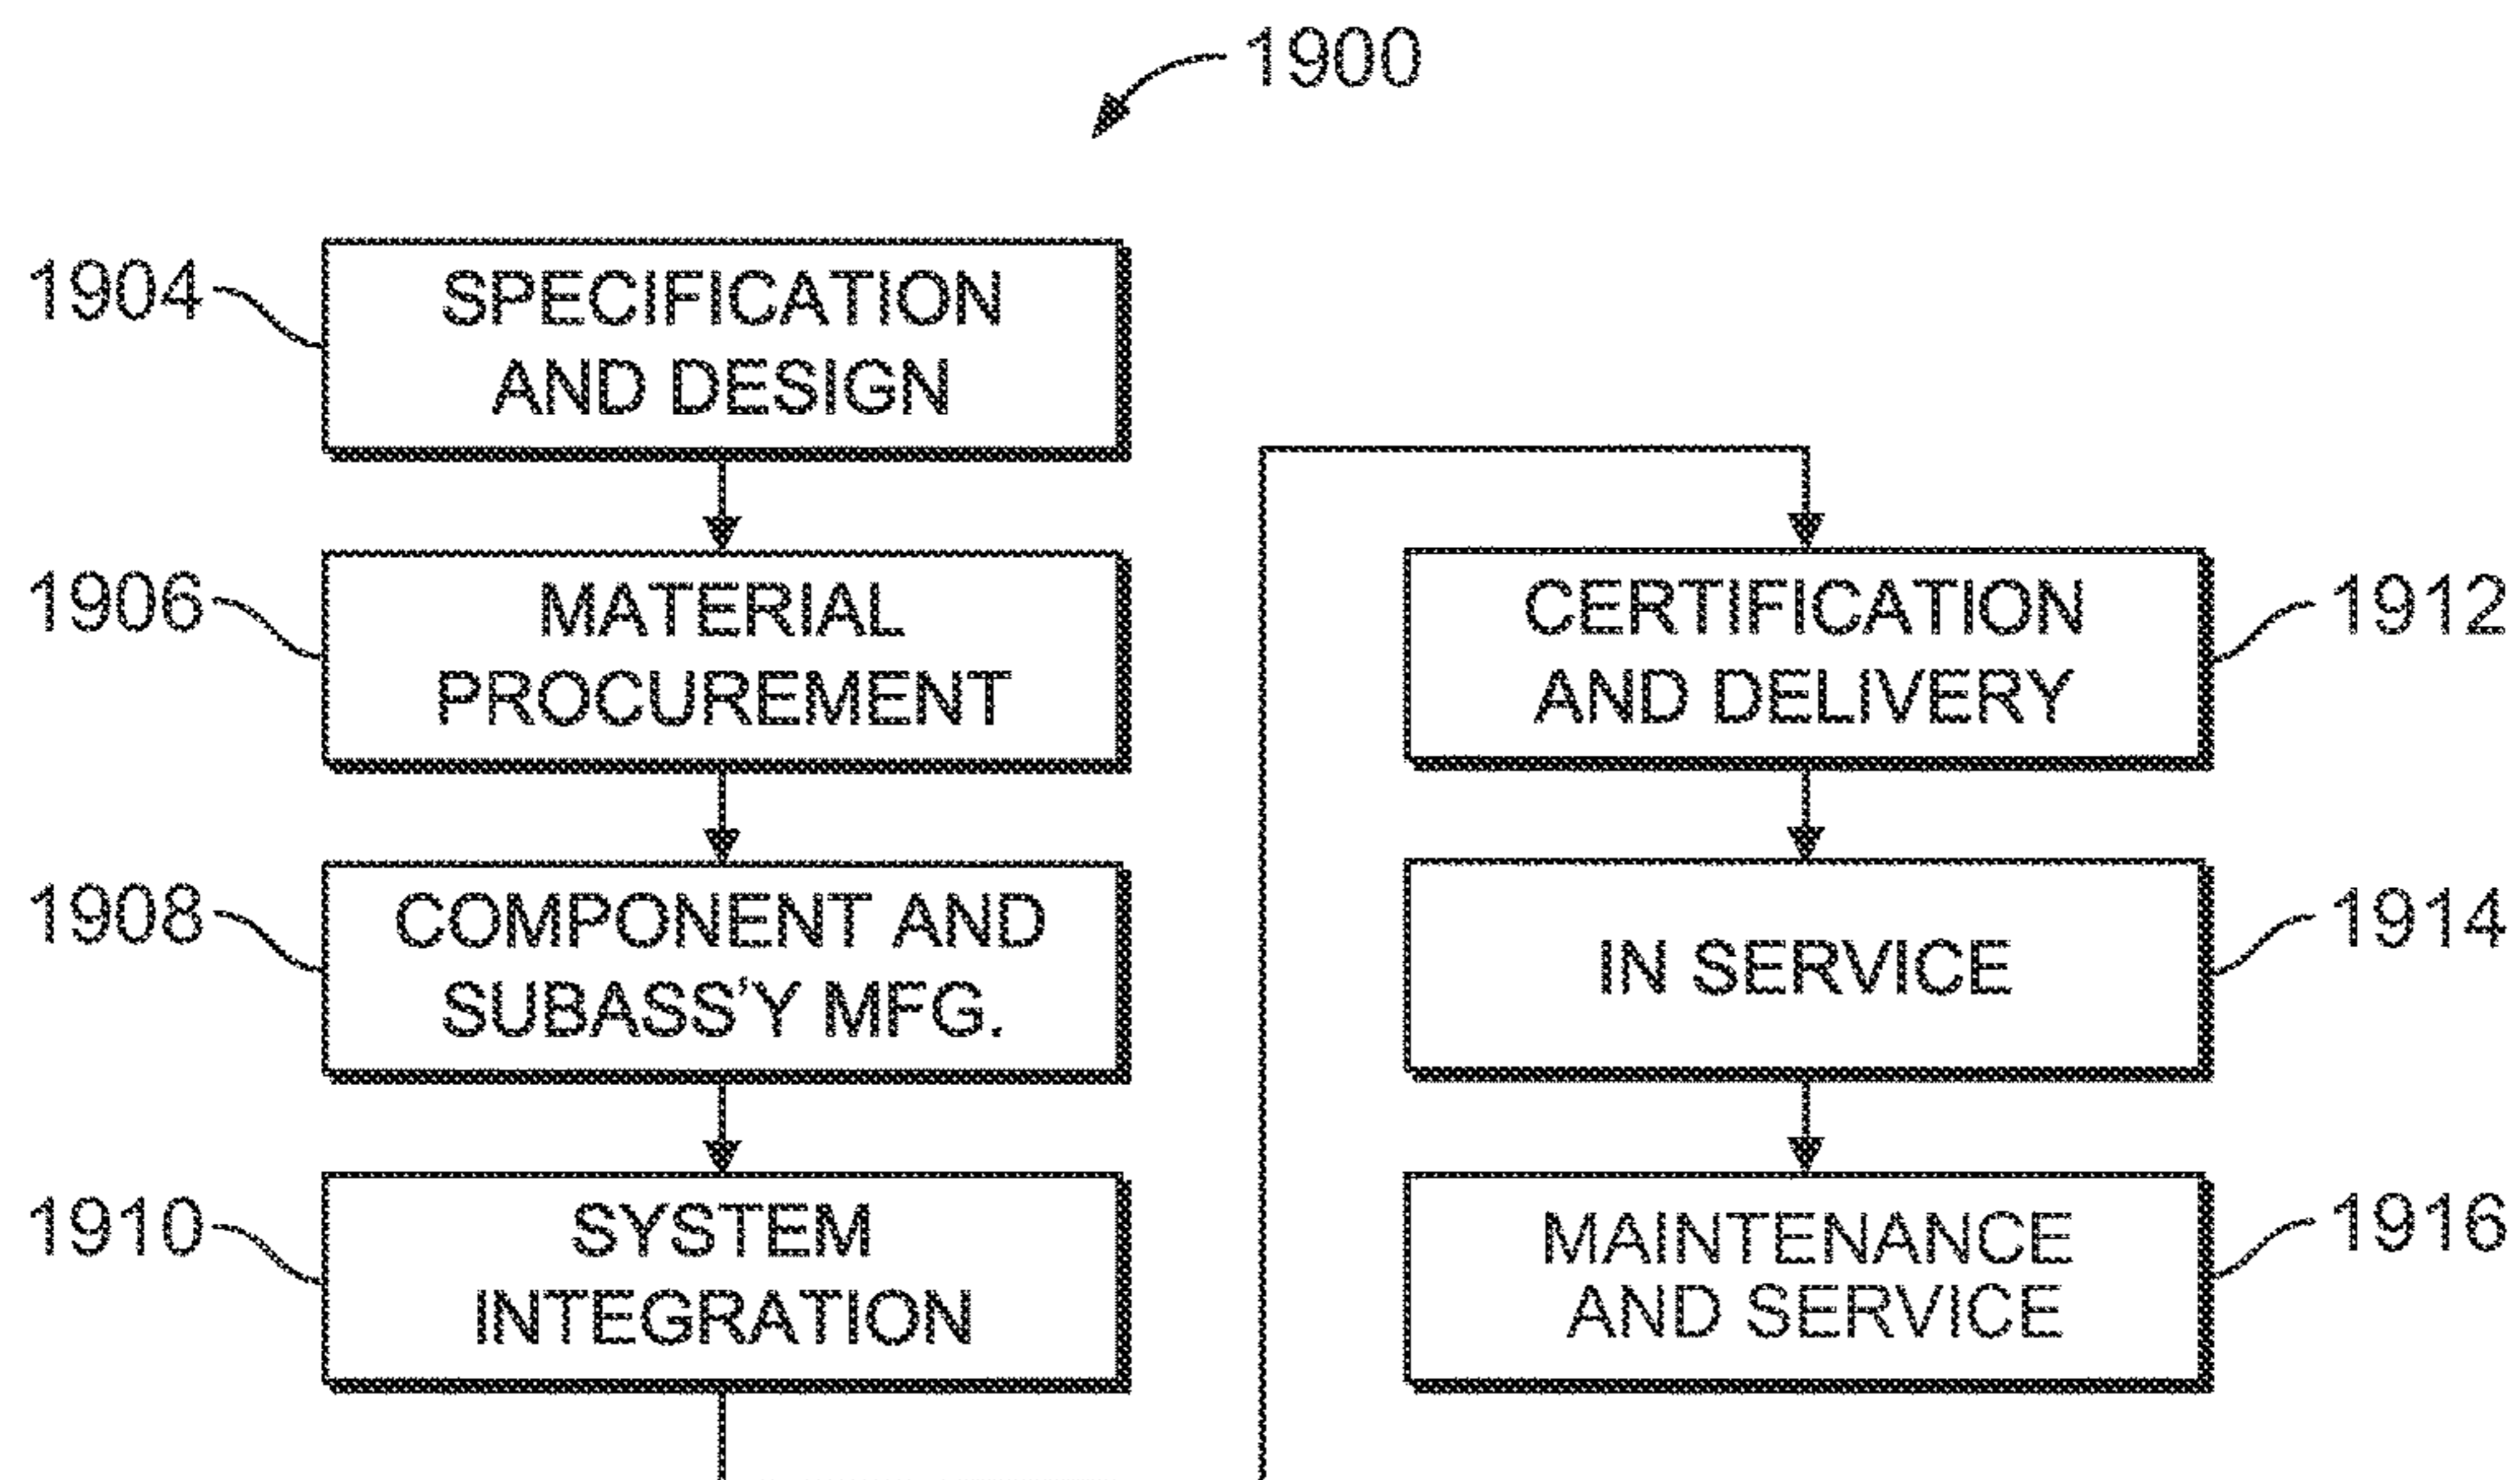 1900
1904
SPECIFICATION
AND DESIGN
1906
MATERIAL
PROCUREMENT
1908
COMPONENT AND
SUBASS'Y MFG.
1910
SYSTEM
INTEGRATION
CERTIFICATION
AND DELIVERY
1912
IN SERVICE
1914
MAINTENANCE
AND SERVICE
1916